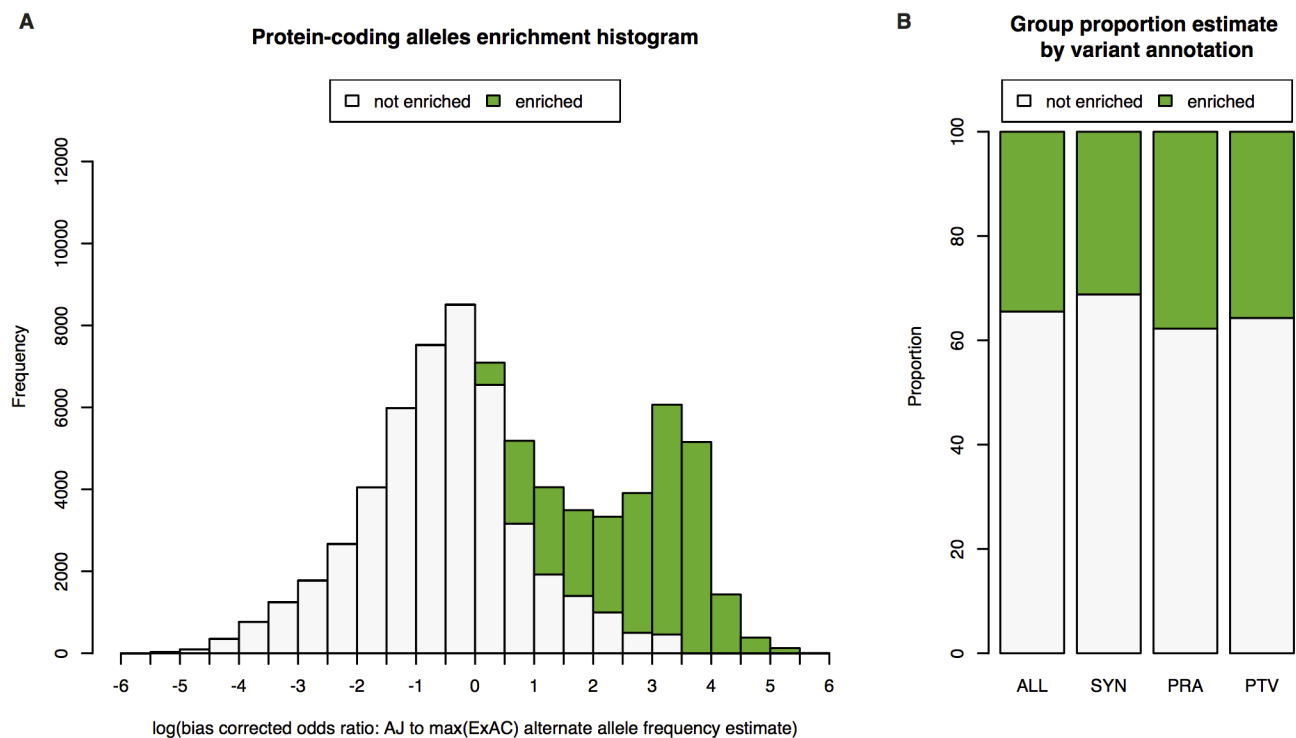 A
Protein-coding alleles enrichment histogram
not enriched
enriched
Frequency
12000
10000
8000
6000
4000
2000
0
-6 -5 -4 -3 -2 -1 0 1 2 3 4 5 6
log(bias corrected odds ratio: AJ to max(ExAC) alternate allele frequency estimate)
B
Group proportion estimate
by variant annotation
not enriched
enriched
Proportion
100
80
60
40
20
0
ALL SYN PRA PTV